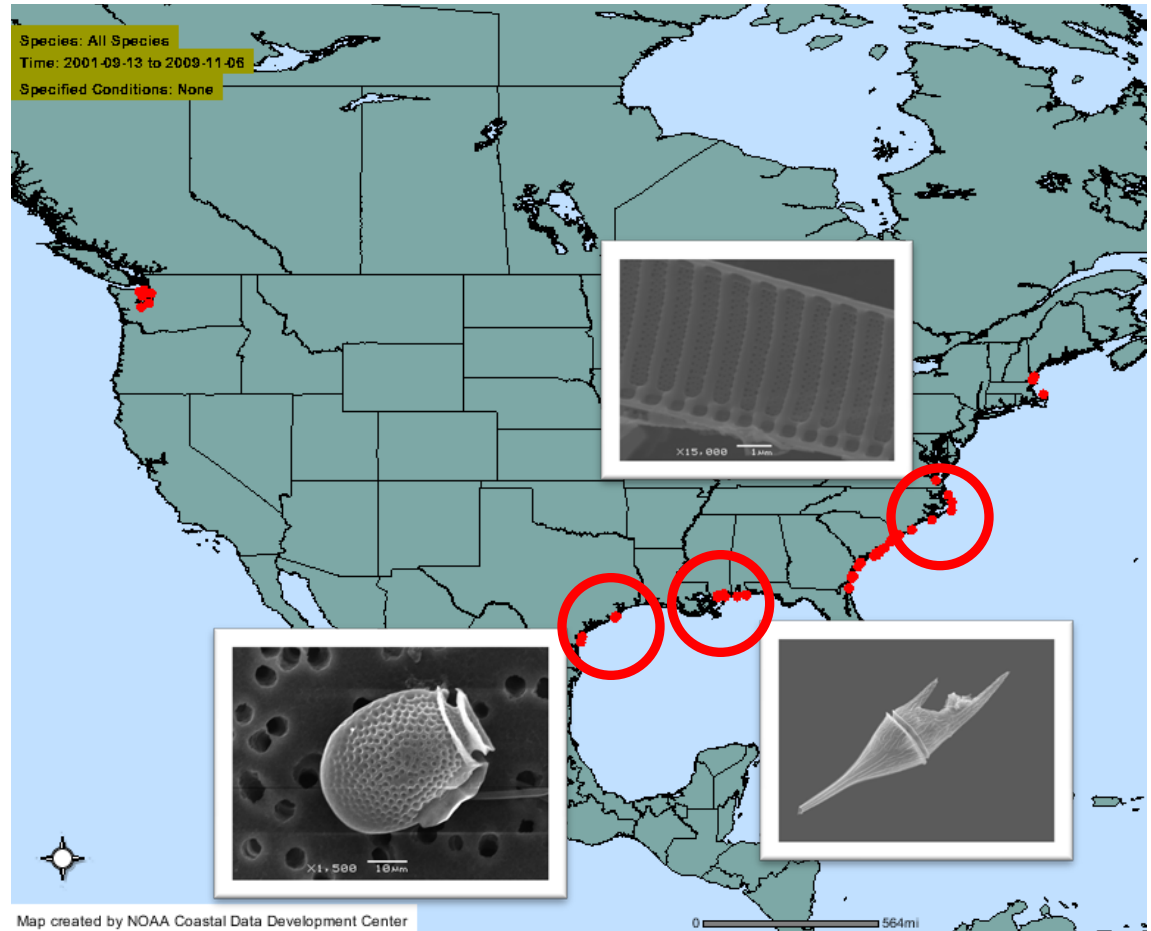 Species: All Species
Time: 2001-09-13 to 2009-11-06
Specified Conditions: None
X15,000 1µm
X1,500 10µm
Map created by NOAA Coastal Data Development Center
0 564mi